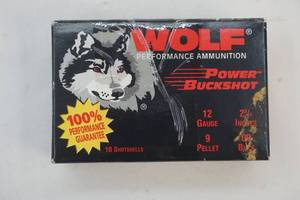 WOLF®
PERFORMANCE AMMUNITION
POWER
BUCKSHOT
100%
PERFORMANCE
GUARANTEE
12
GAUGE
9
PELLET
10 SHOTSHELLS